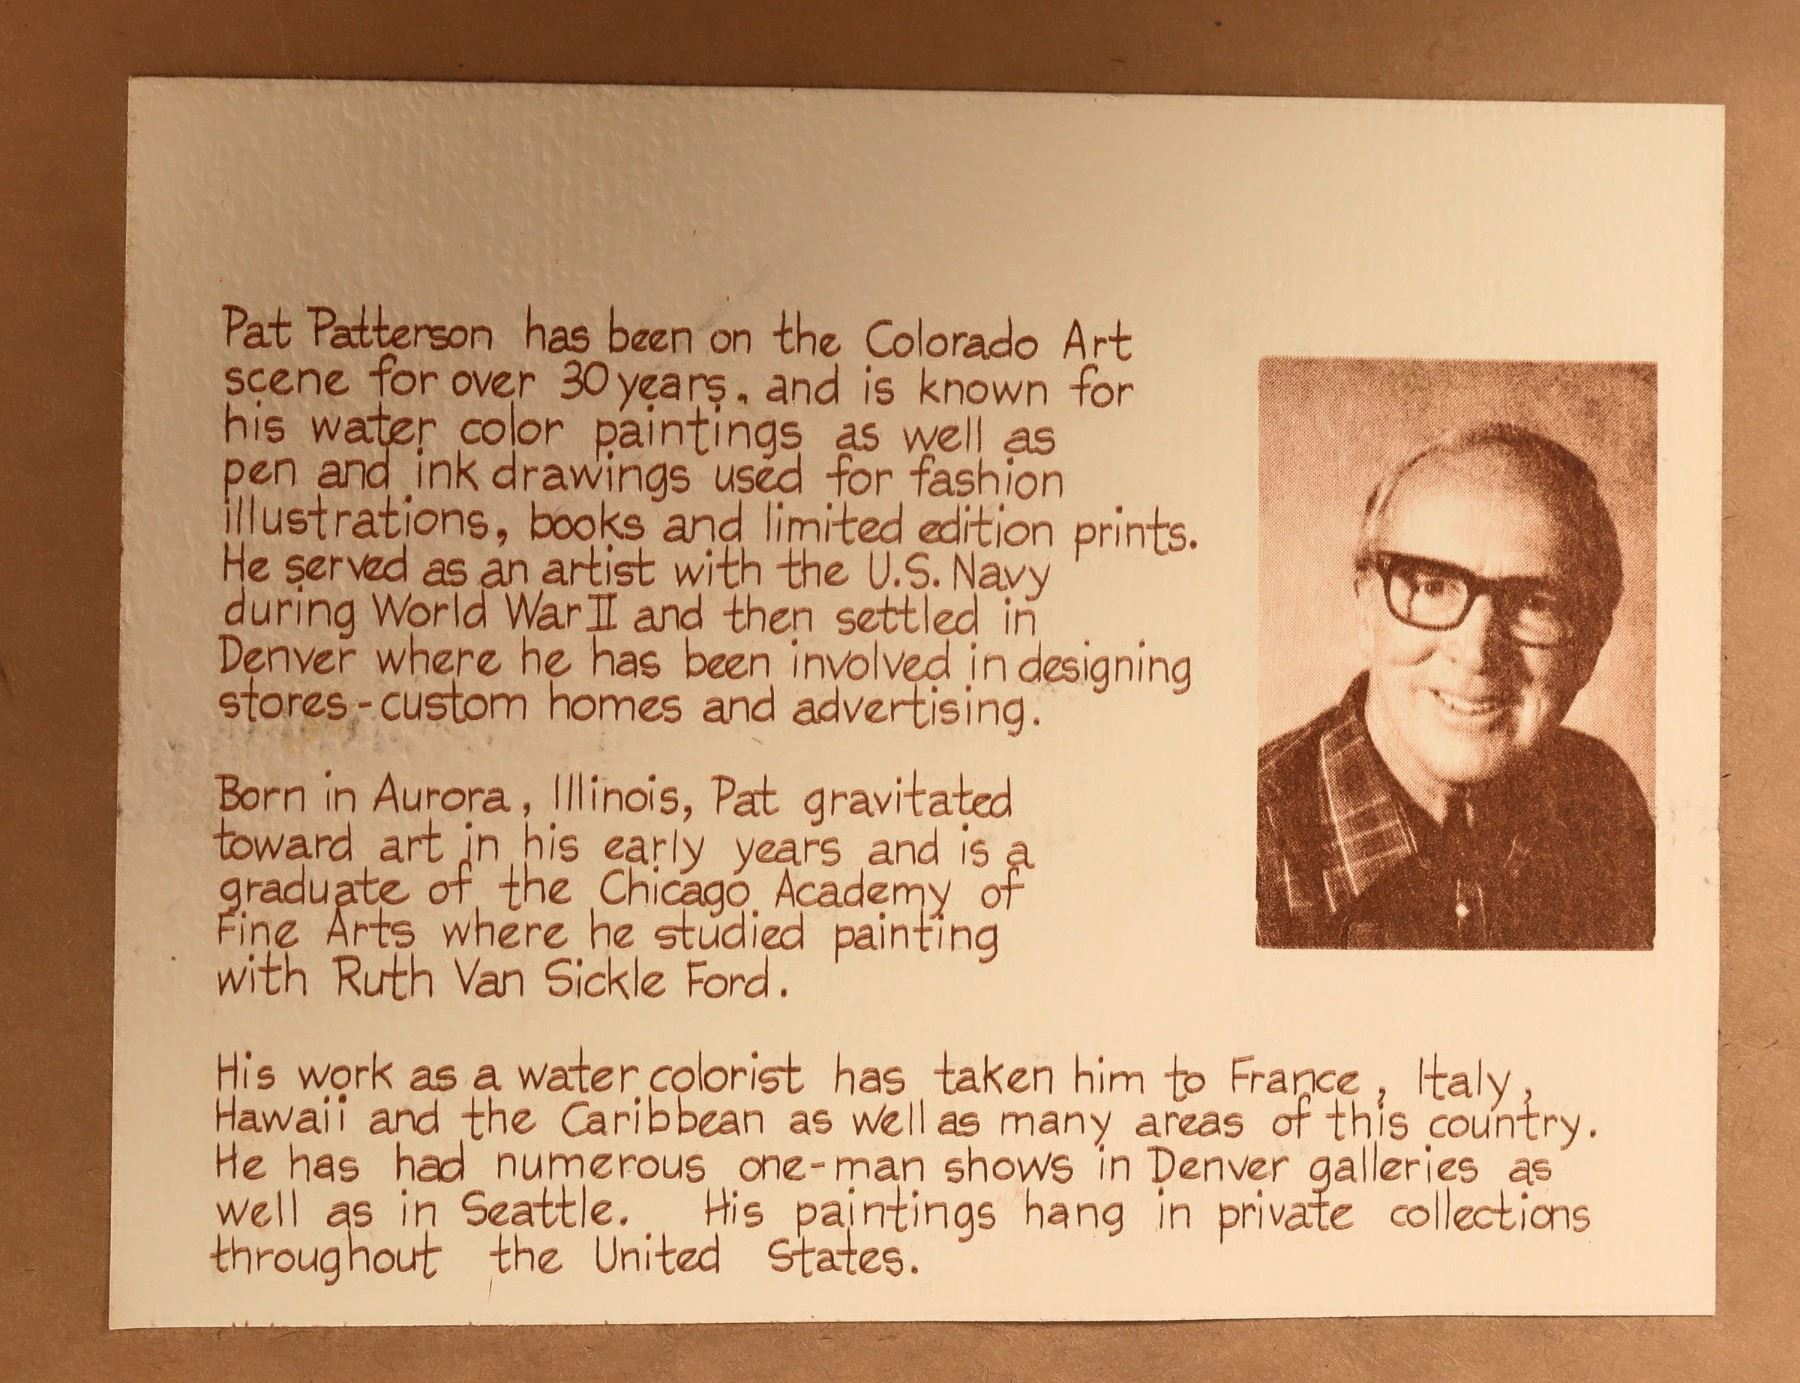 Pat Patterson has been on the Colorado Art
scene for over 30 years. and is known for
his water color paintings as well as
pen and ink drawings used for fashion
illustrations, books and limited edition prints.
He served as an artist with the U.S. Navy
during World War II and then settled in
Denver where he has been involved in designing
stores - custom homes and advertising.
Born in Aurora, Illinois, Pat gravitated
toward art in his early years and is a
graduate of the Chicago Academy of
Fine Arts where he studied painting
with Ruth Van Sickle Ford.
His work as a water colorist has taken him to France, Italy,
Hawaii and the Caribbean as well as many areas of this country.
He has had numerous one-man shows in Denver galleries as
well as in Seattle. His paintings hang in private collections
throughout the United States.